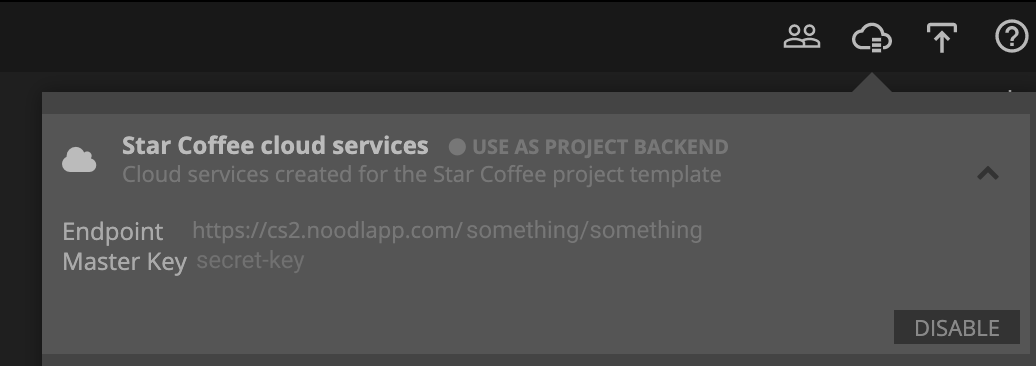 Star Coffee cloud services USE AS PROJECT BACKEND
Cloud services created for the Star Coffee project template
Endpoint https://cs2.noodlapp.com/something/something
Master Key secret-key
DISABLE